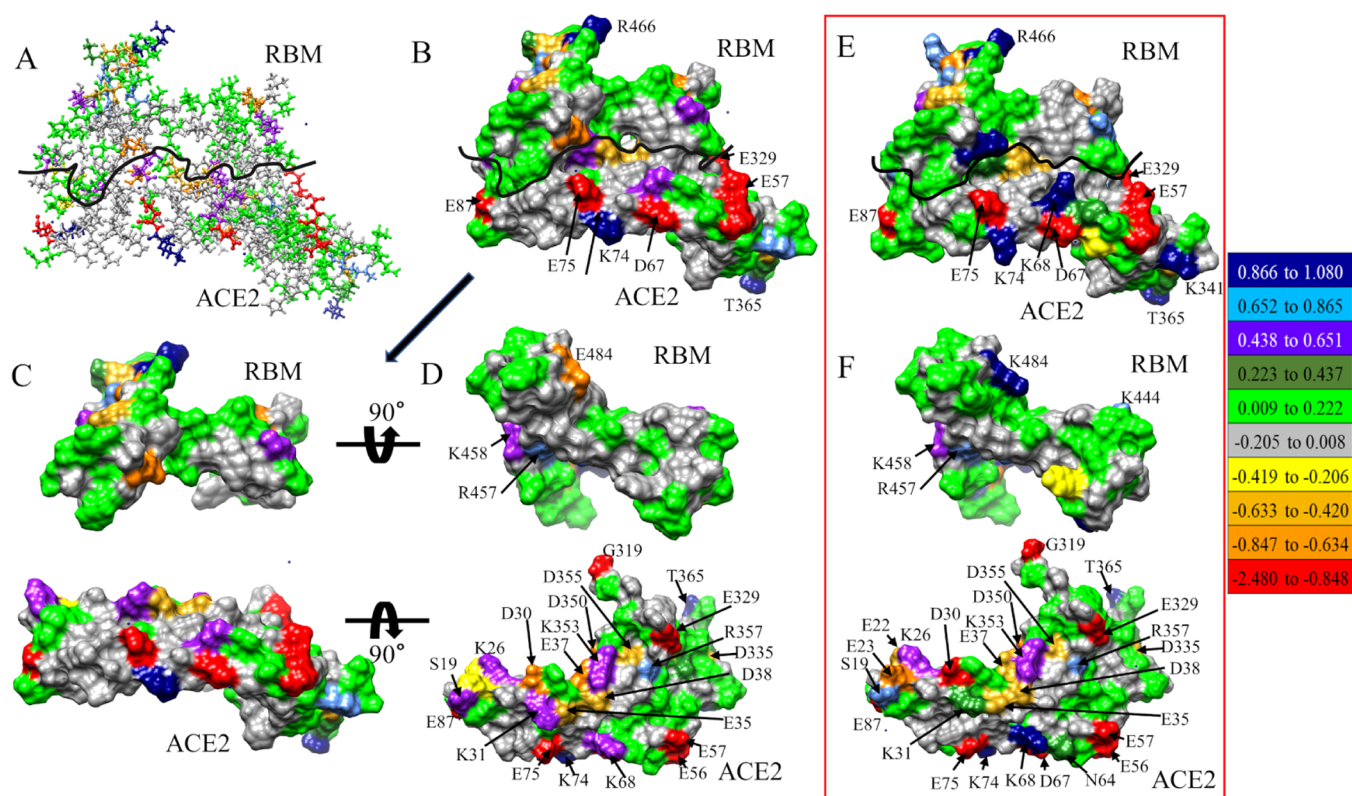 A
RBM
ACE2
B
R466
RBM
E329
E57
E87
E75
K74
D67
T365
ACE2
C
RBM
90°
D
E484
RBM
K458
R457
ACE2
90°
G319
D355
T365
D350
E329
K353
D30
E37
R357
K26
D335
S19
D38
E87
E35
K31
E57
E75
K74
K68
E56
ACE2
E
R466
RBM
E329
E57
E87
E75
K74
K68
D67
K341
T365
ACE2
F
K484
RBM
K444
K458
R457
G319
D355
T365
D350
E329
K353
D30
E37
R357
E22
K26
D335
E23
S19
D38
E87
E35
K31
E57
E75
K74
K68
D67
N64
E56
ACE2
0.866 to 1.080
0.652 to 0.865
0.438 to 0.651
0.223 to 0.437
0.009 to 0.222
-0.205 to 0.008
-0.419 to -0.206
-0.633 to -0.420
-0.847 to -0.634
-2.480 to -0.848